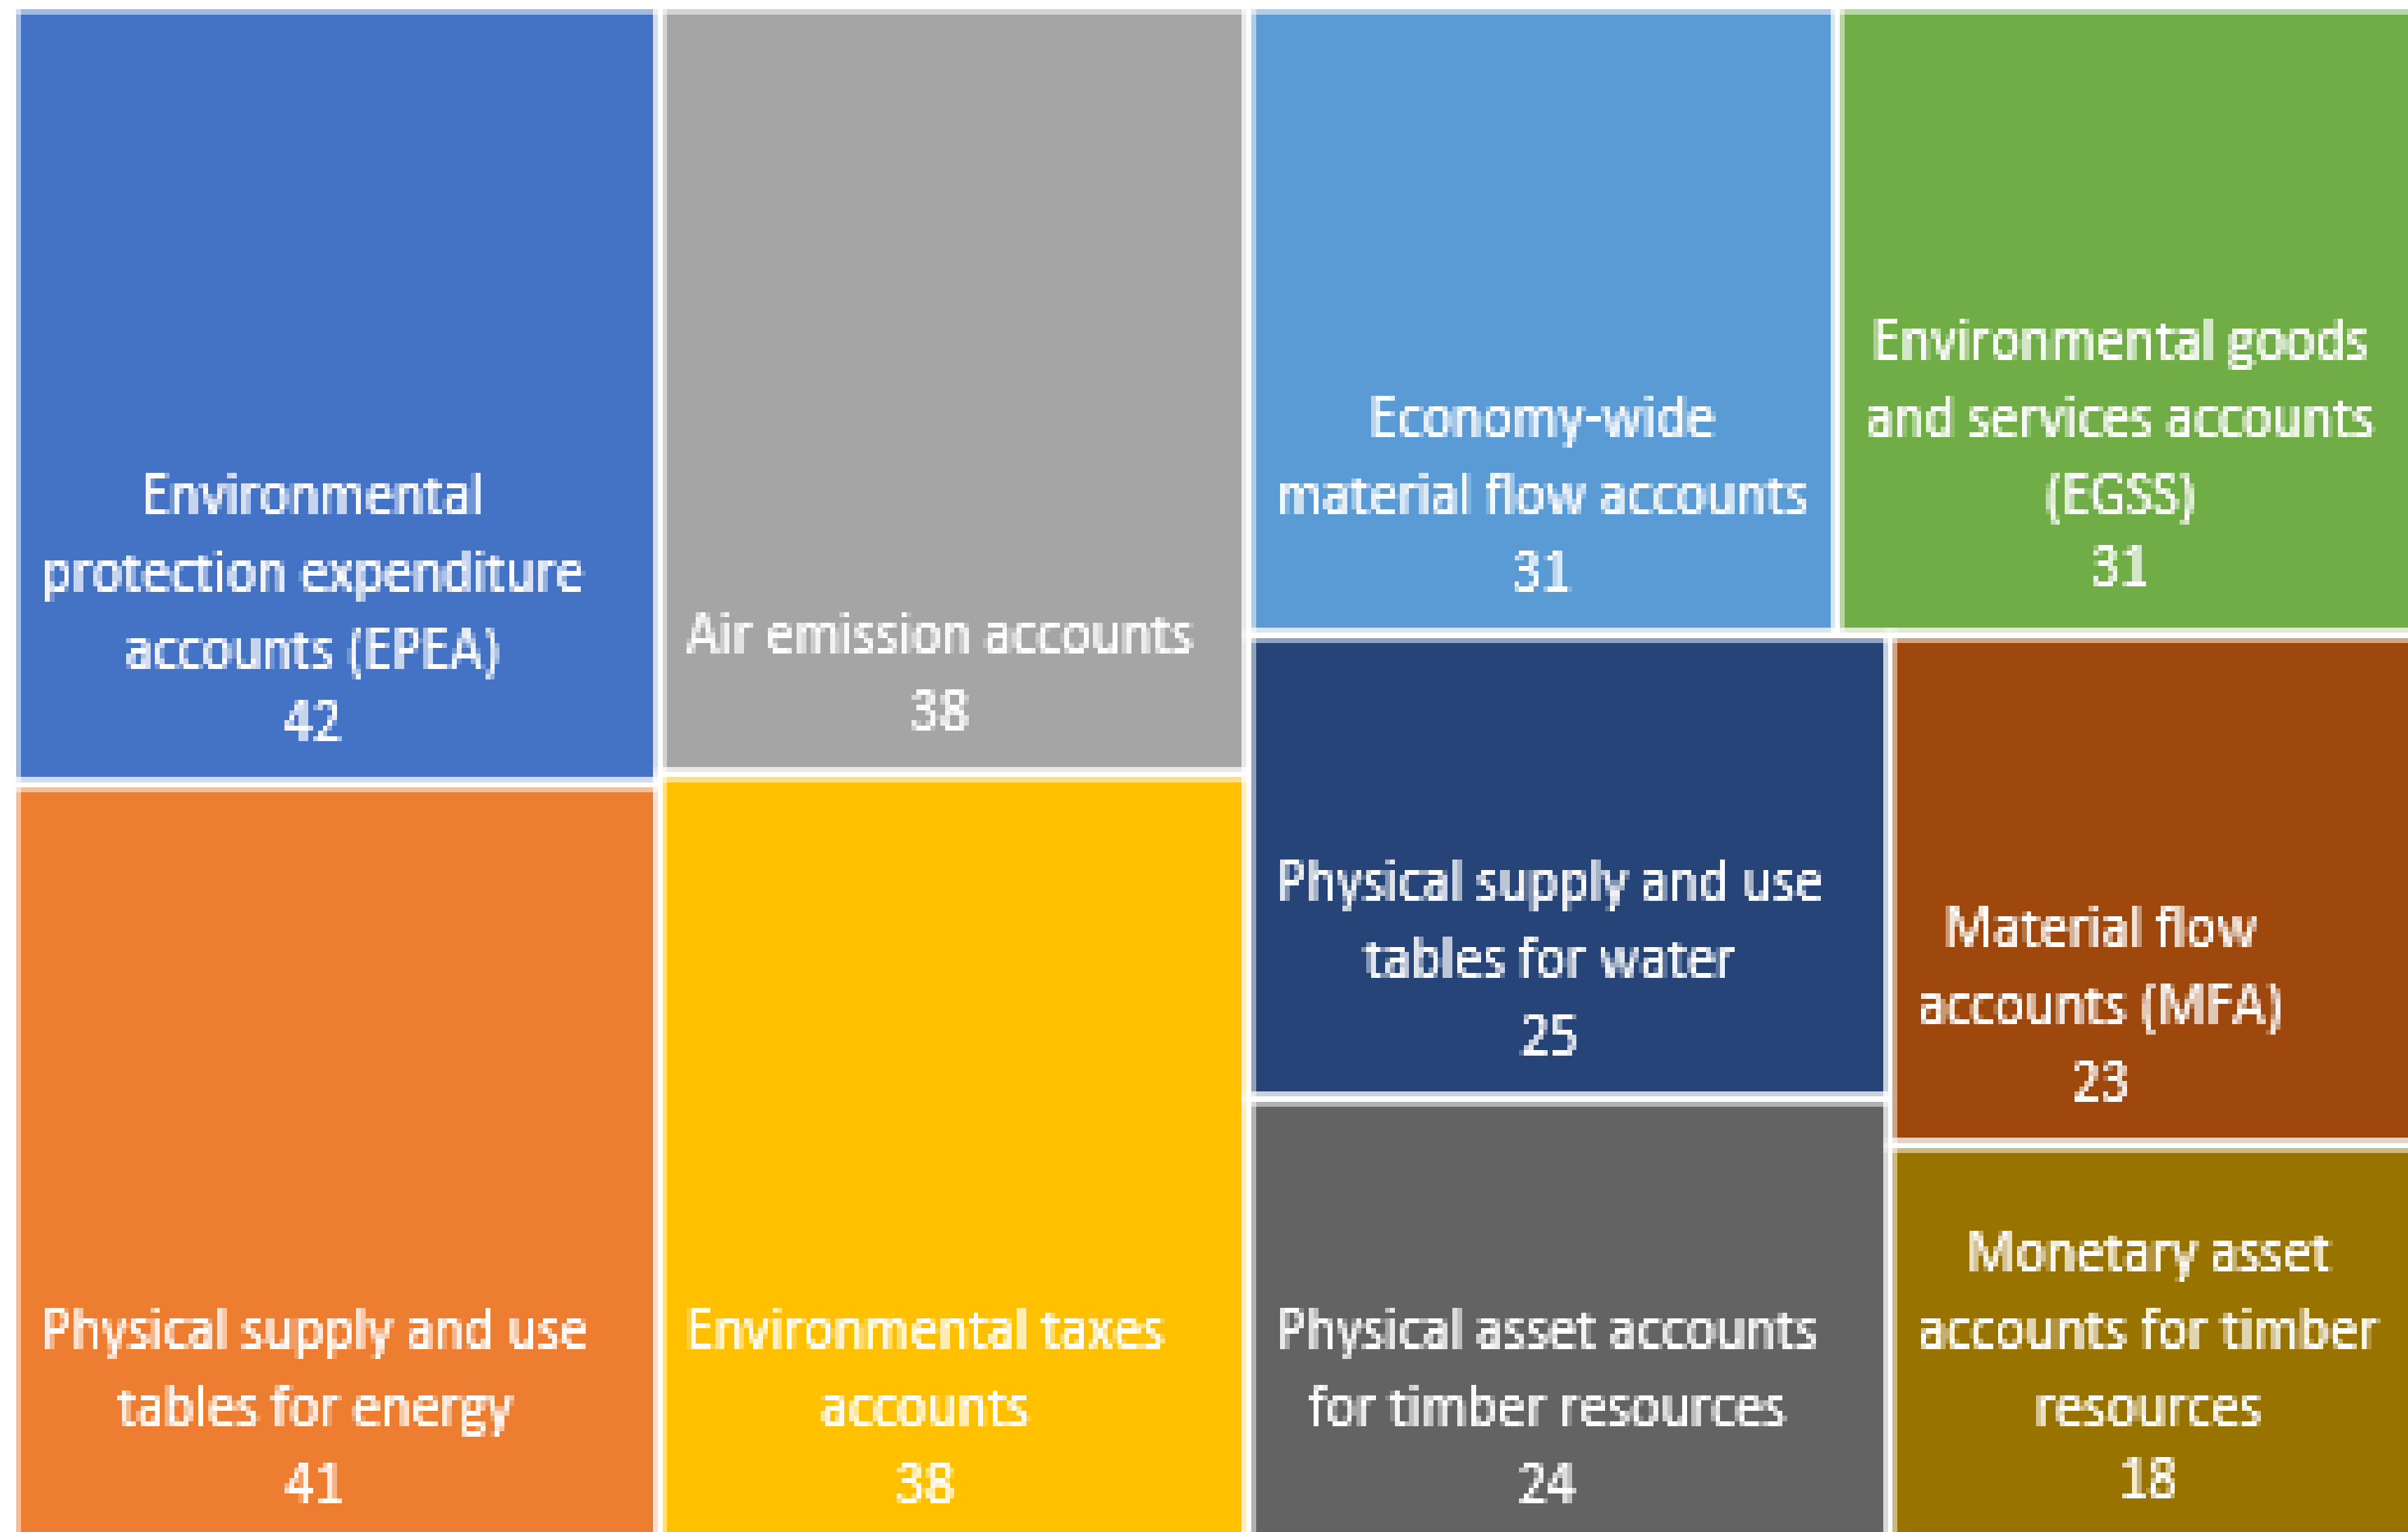 Environmental
protection expenditure
accounts (EPEA)
42
Physical supply and use
tables for energy
41
Air emission accounts
38
Environmental taxes
accounts
38
Economy-wide
material flow accounts
31
Environmental goods
and services accounts
(EGSS)
31
Physical supply and use
tables for water
25
Physical asset accounts
for timber resources
24
Material flow
accounts (MFA)
23
Monetary asset
accounts for timber
resources
18